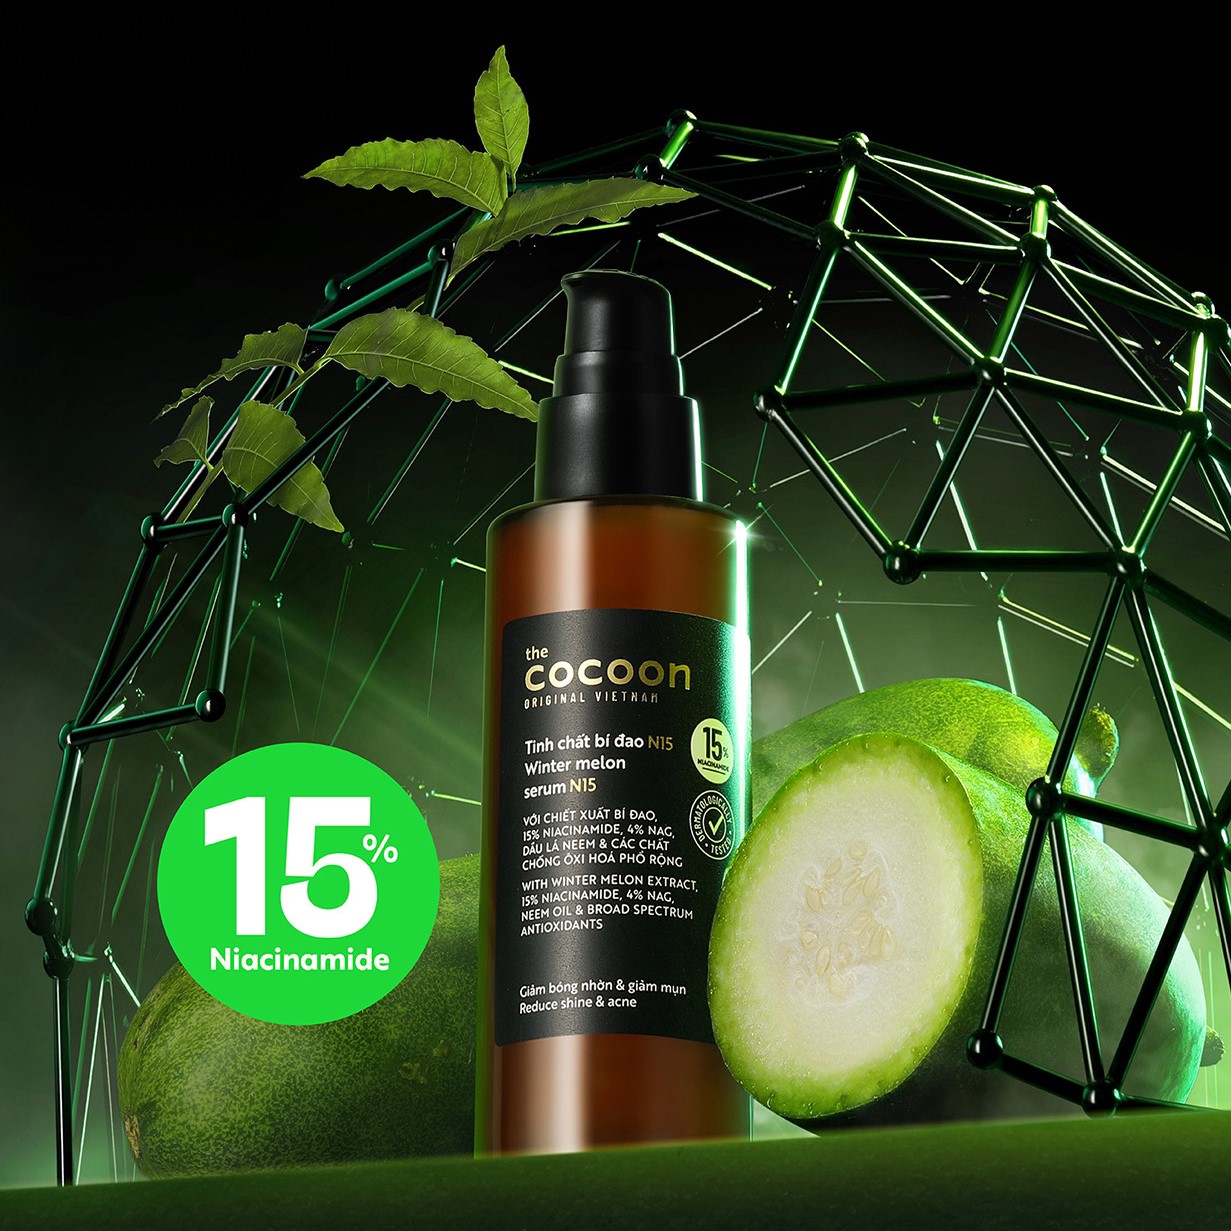 the
cocoon
ORIGINAL VIETNAM
Tinh chất bí đao N15
Winter melon
serum N15
15%
NIACINAMIDE
DERMATOLOGICALLY
TESTED
VỚI CHIẾT XUẤT BÍ ĐAO,
15% NIACINAMIDE, 4% NAG,
DẦU LÁ NEEM & CÁC CHẤT
CHỐNG ÔXI HOÁ PHỔ RỘNG
WITH WINTER MELON EXTRACT,
15% NIACINAMIDE, 4% NAG,
NEEM OIL & BROAD SPECTRUM
ANTIOXIDANTS
Giảm bóng nhờn & giảm mụn
Reduce shine & acne
15%
Niacinamide